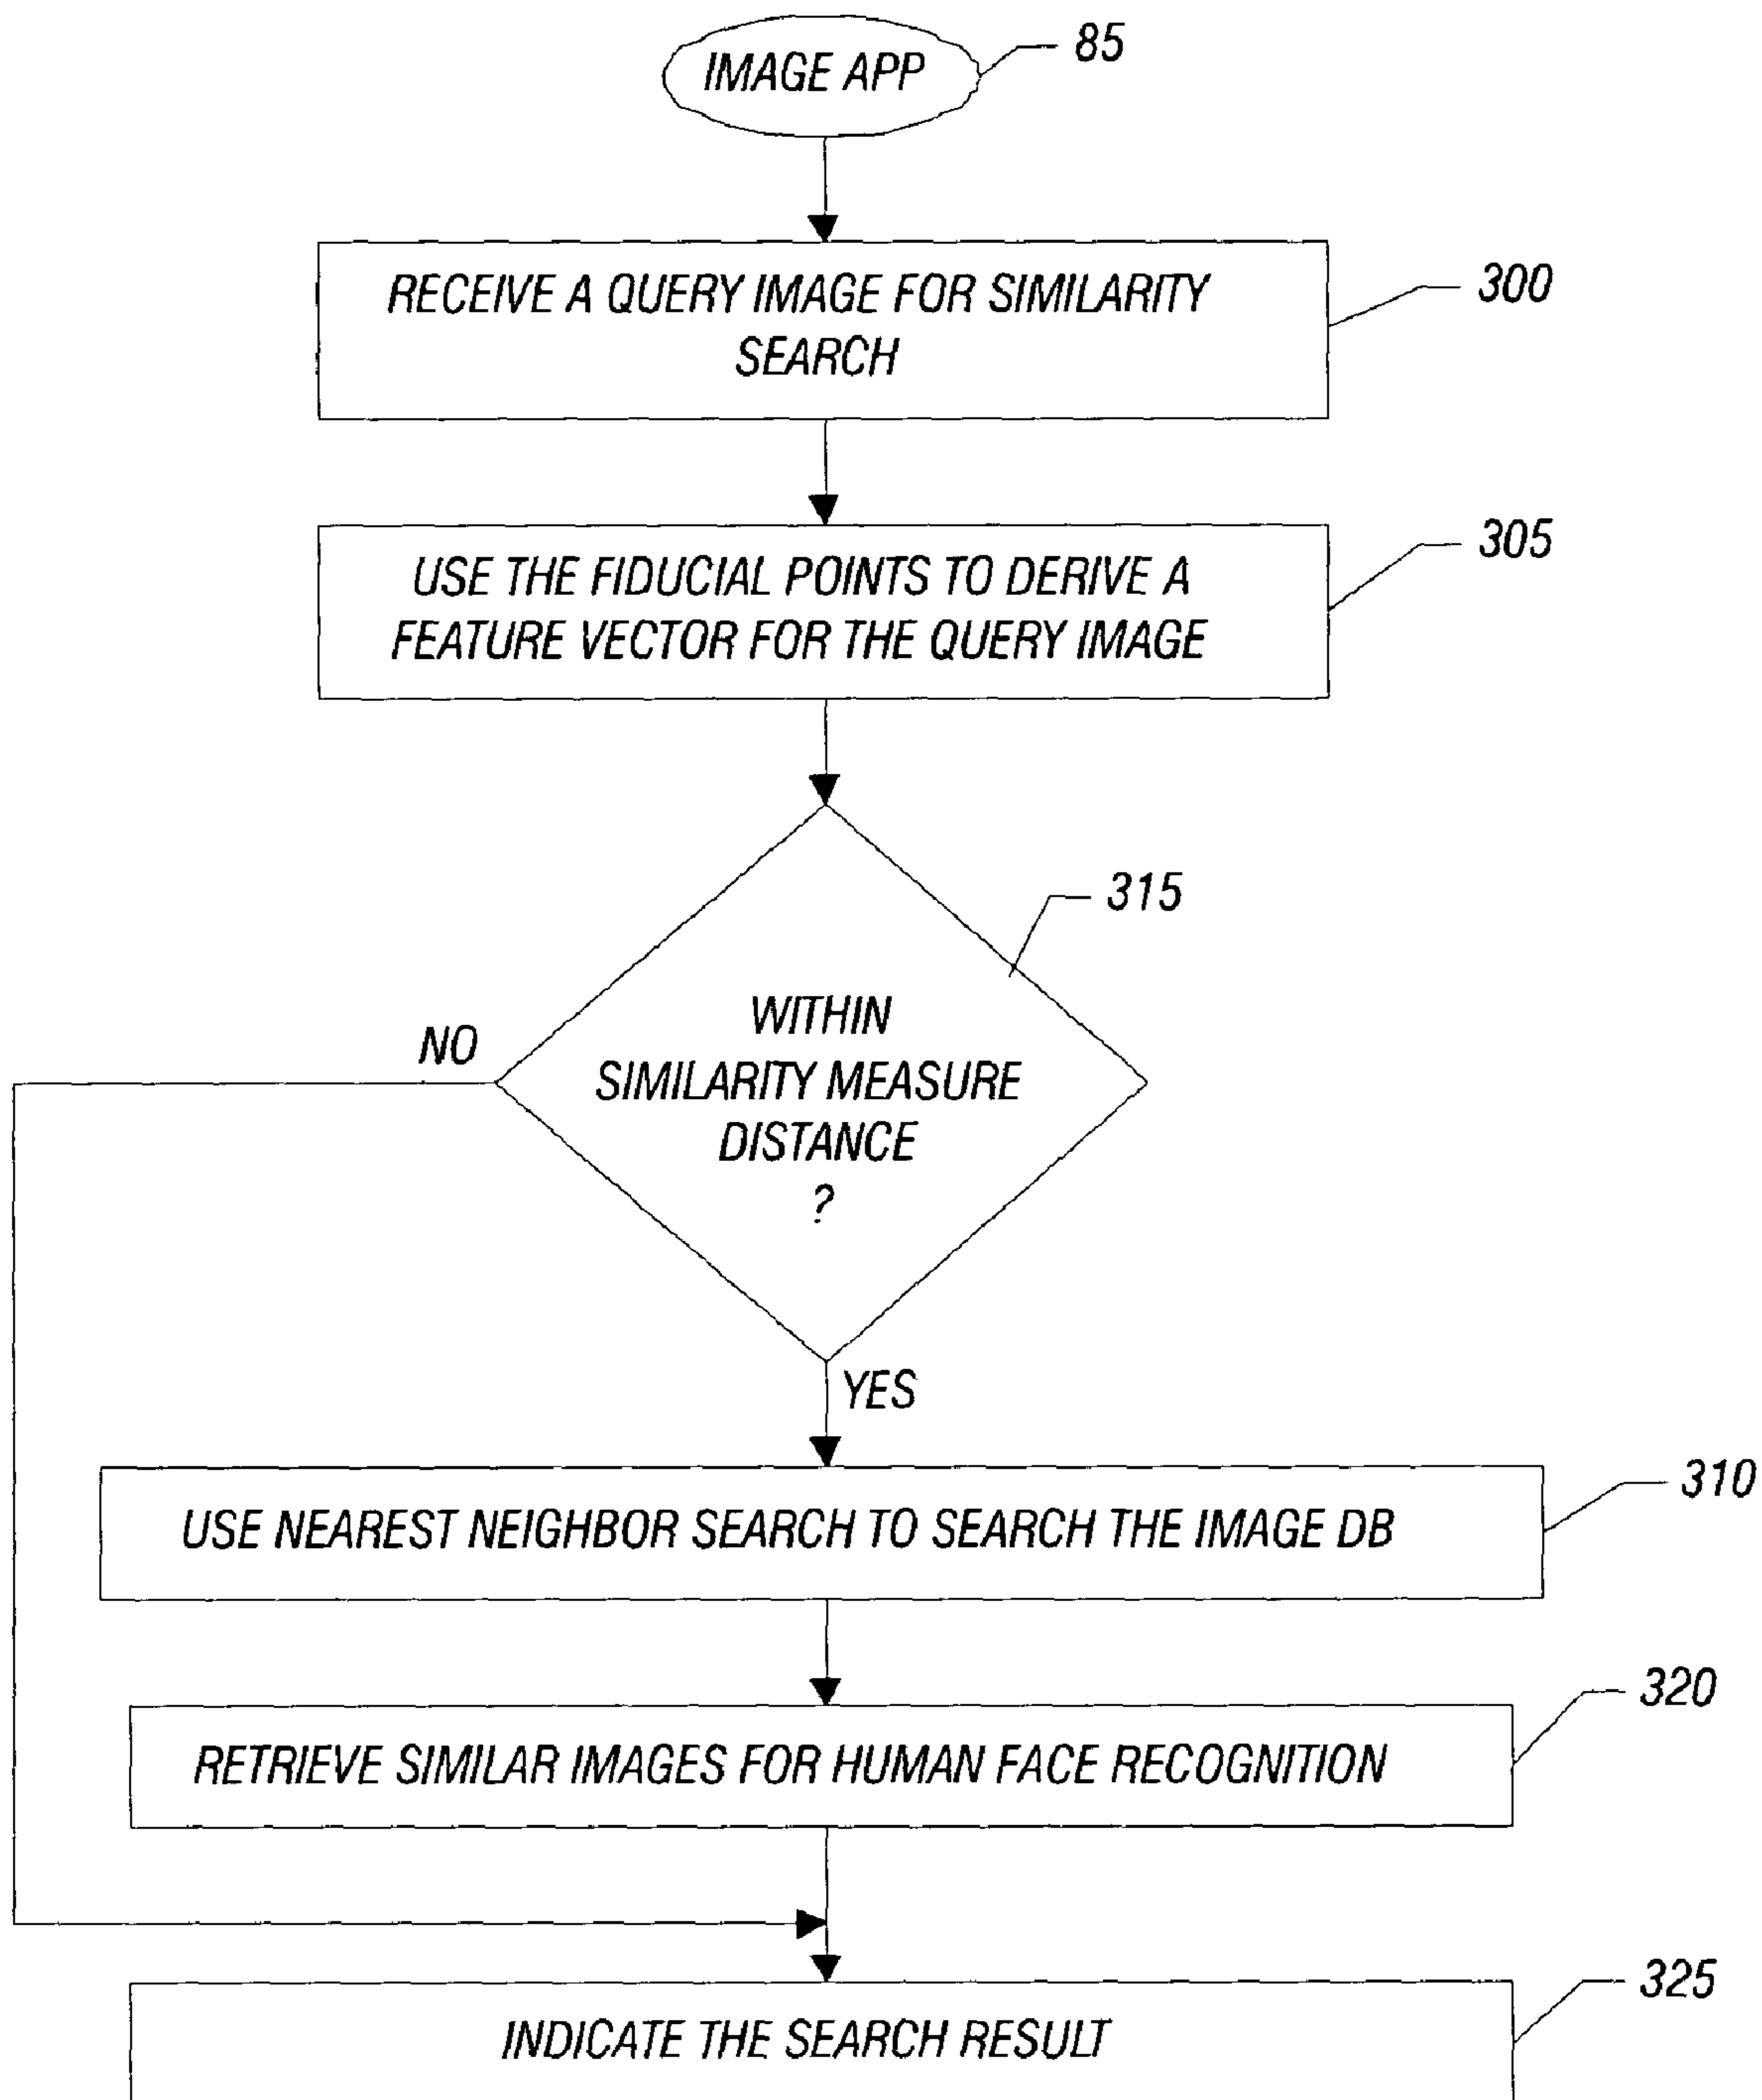 IMAGE APP
85
RECEIVE A QUERY IMAGE FOR SIMILARITY
SEARCH
300
USE THE FIDUCIAL POINTS TO DERIVE A
FEATURE VECTOR FOR THE QUERY IMAGE
305
315
WITHIN
SIMILARITY MEASURE
DISTANCE
?
NO
YES
USE NEAREST NEIGHBOR SEARCH TO SEARCH THE IMAGE DB
310
RETRIEVE SIMILAR IMAGES FOR HUMAN FACE RECOGNITION
320
INDICATE THE SEARCH RESULT
325